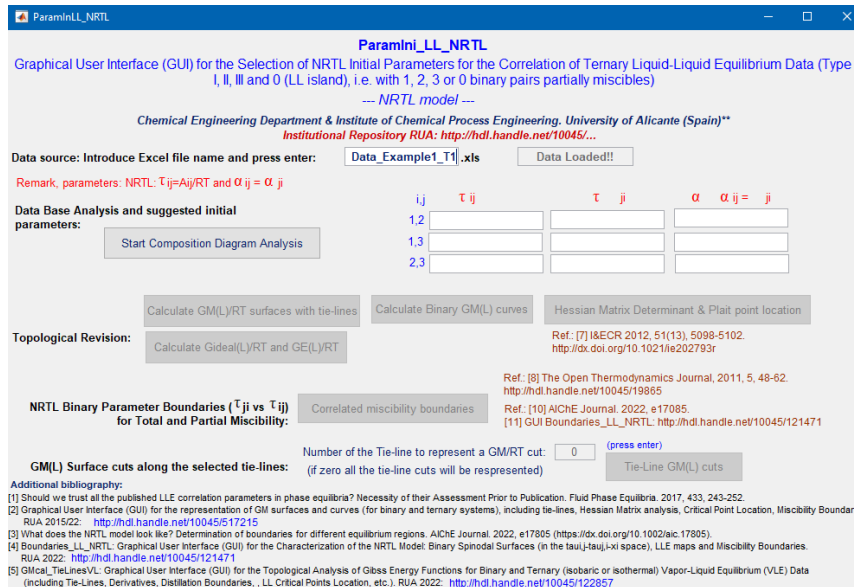 ParamInLL_NRTL
ParamIni_LL_NRTL
Graphical User Interface (GUI) for the Selection of NRTL Initial Parameters for the Correlation of Ternary Liquid-Liquid Equilibrium Data (Type
I, II, III and 0 (LL island), i.e. with 1, 2, 3 or 0 binary pairs partially miscibles)
--- NRTL model ---
Chemical Engineering Department & Institute of Chemical Process Engineering. University of Alicante (Spain)**
Institutional Repository RUA: http://hdl.handle.net/10045/...
Data source: Introduce Excel file name and press enter: Data_Example1_T1 .xls Data Loaded!!
Remark, parameters: NRTL: τij=Aij/RT and α ij = α ji
i,j τ ij τ ji α α ij = ji
Data Base Analysis and suggested initial
parameters:
1,2
Start Composition Diagram Analysis
1,3
2,3
Calculate GM(L)/RT surfaces with tie-lines Calculate Binary GM(L) curves Hessian Matrix Determinant & Plait point location
Topological Revision:
Calculate Gideal(L)/RT and GE(L)/RT
Ref.: [7] I&ECR 2012, 51(13), 5098-5102.
http://dx.doi.org/10.1021/ie202793r
Ref.: [8] The Open Thermodynamics Journal, 2011, 5, 48-62.
http://hdl.handle.net/10045/19865
NRTL Binary Parameter Boundaries (τji vs τij)
for Total and Partial Miscibility:
Correlated miscibility boundaries
Ref.: [10] AIChE Journal. 2022, e17085.
[11] GUI Boundaries_LL_NRTL: http://hdl.handle.net/10045/121471
Number of the Tie-line to represent a GM/RT cut: 0 (press enter)
GM(L) Surface cuts along the selected tie-lines: (if zero all the tie-line cuts will be respresented) Tie-Line GM(L) cuts
Additional bibliography:
[1] Should we trust all the published LLE correlation parameters in phase equilibria? Necessity of their Assessment Prior to Publication. Fluid Phase Equilibria. 2017, 433, 243-252.
[2] Graphical User Interface (GUI) for the representation of GM surfaces and curves (for binary and ternary systems), including tie-lines, Hessian Matrix analysis, Critical Point Location, Miscibility Boundar
RUA 2015/22: http://hdl.handle.net/10045/517215
[3] What does the NRTL model look like? Determination of boundaries for different equilibrium regions. AIChE Journal. 2022, e17805 (https://dx.doi.org/10.1002/aic.17805).
[4] Boundaries_LL_NRTL: Graphical User Interface (GUI) for the Characterization of the NRTL Model: Binary Spinodal Surfaces (in the taui,j-tauj,i-xi space), LLE maps and Miscibility Boundaries.
RUA 2022: http://hdl.handle.net/10045/121471
[5] GMcal_TieLinesVL: Graphical User Interface (GUI) for the Topological Analysis of Gibss Energy Functions for Binary and Ternary (isobaric or isothermal) Vapor-Liquid Equilibrium (VLE) Data
(including Tie-Lines, Derivatives, Distillation Boundaries, , LL Critical Points Location, etc.). RUA 2022: http://hdl.handle.net/10045/122857